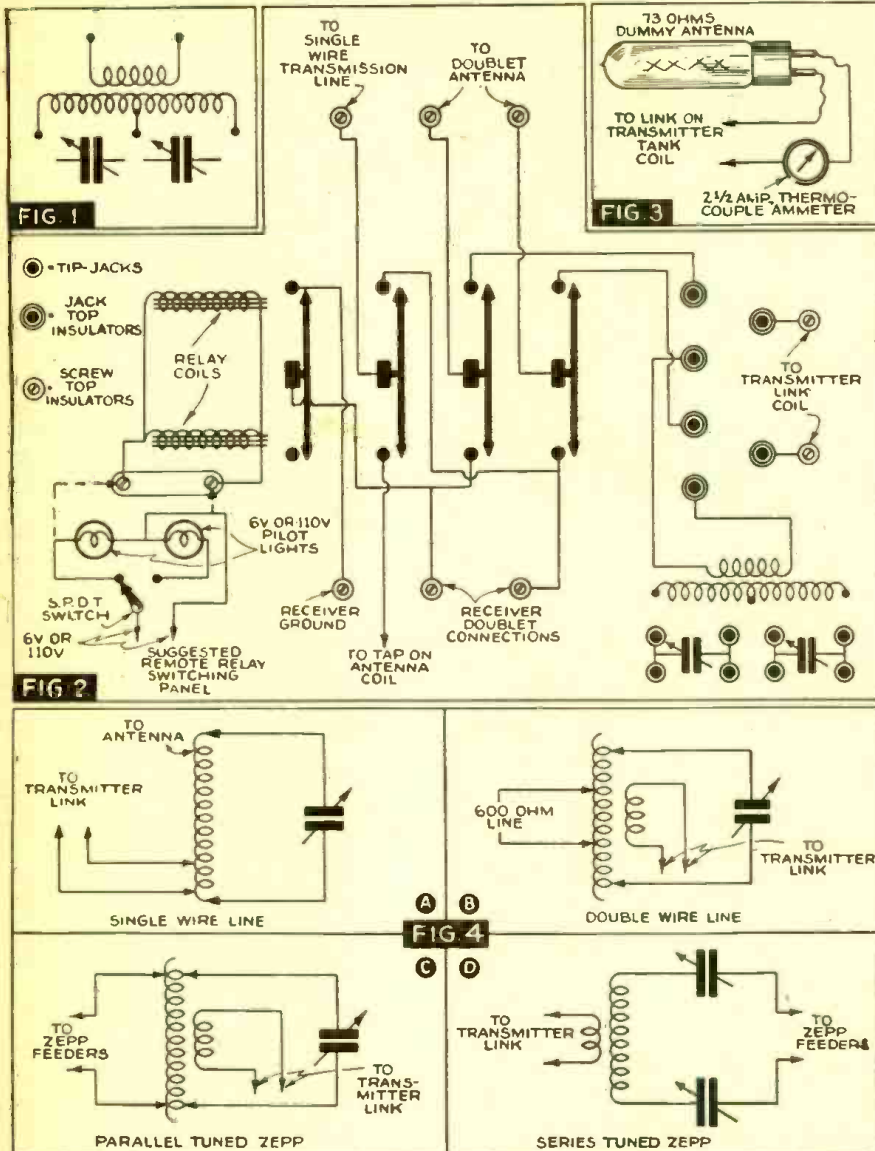 FIG. 1
TO
SINGLE
WIRE
TRANSMISSION
LINE
TO
DOUBLET
ANTENNA
73 OHMS
DUMMY ANTENNA
TO LINK ON
TRANSMITTER
TANK
COIL
2 1/2 AMP. THERMO-
COUPLE AMMETER
FIG. 3
= TIP-JACKS
= JACK
TOP
INSULATORS
= SCREW
TOP
INSULATORS
RELAY
COILS
TO
TRANSMITTER
LINK
COIL
6V OR 110V
PILOT
LIGHTS
S.P.D.T
SWITCH
6V OR
110V
SUGGESTED
REMOTE RELAY
SWITCHING
PANEL
RECEIVER
GROUND
TO TAP ON
ANTENNA
COIL
RECEIVER
DOUBLET
CONNECTIONS
FIG 2
TO
ANTENNA
TO
TRANSMITTER
LINK
SINGLE WIRE LINE
A
600 OHM
LINE
TO
TRANSMITTER
LINK
DOUBLE WIRE LINE
B
FIG. 4
C
TO
ZEPP
FEEDERS
TO
TRANS-
MITTER
LINK
PARALLEL TUNED ZEPP
D
TO
TRANSMITTER
LINK
TO
ZEPP
FEEDERS
SERIES TUNED ZEPP